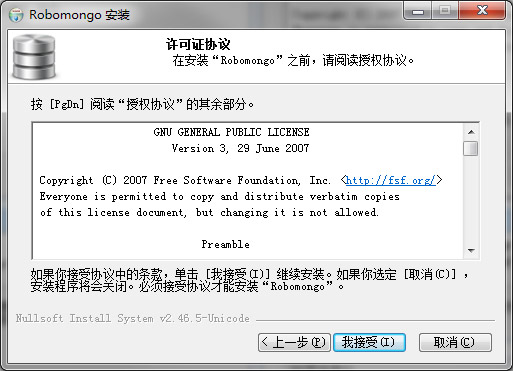 Robomongo 安装
许可证协议
在安装“Robomongo”之前,请阅读授权协议。
按 [PgDn] 阅读“授权协议”的其余部分。
GNU GENERAL PUBLIC LICENSE
Version 3, 29 June 2007
Copyright (C) 2007 Free Software Foundation, Inc. <http://fsf.org/>
Everyone is permitted to copy and distribute verbatim copies
of this license document, but changing it is not allowed.
Preamble
如果你接受协议中的条款,单击 [我接受(I)] 继续安装。如果你选定 [取消(C)] ,
安装程序将会关闭。必须接受协议才能安装“Robomongo”。
Nullsoft Install System v2.46.5-Unicode
< 上一步(P) 我接受(I) 取消(C)